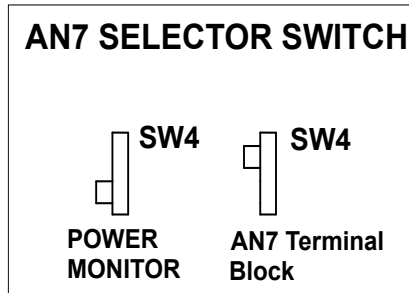 AN7 SELECTOR SWITCH
SW4 SW4
POWER AN7 Terminal
MONITOR Block